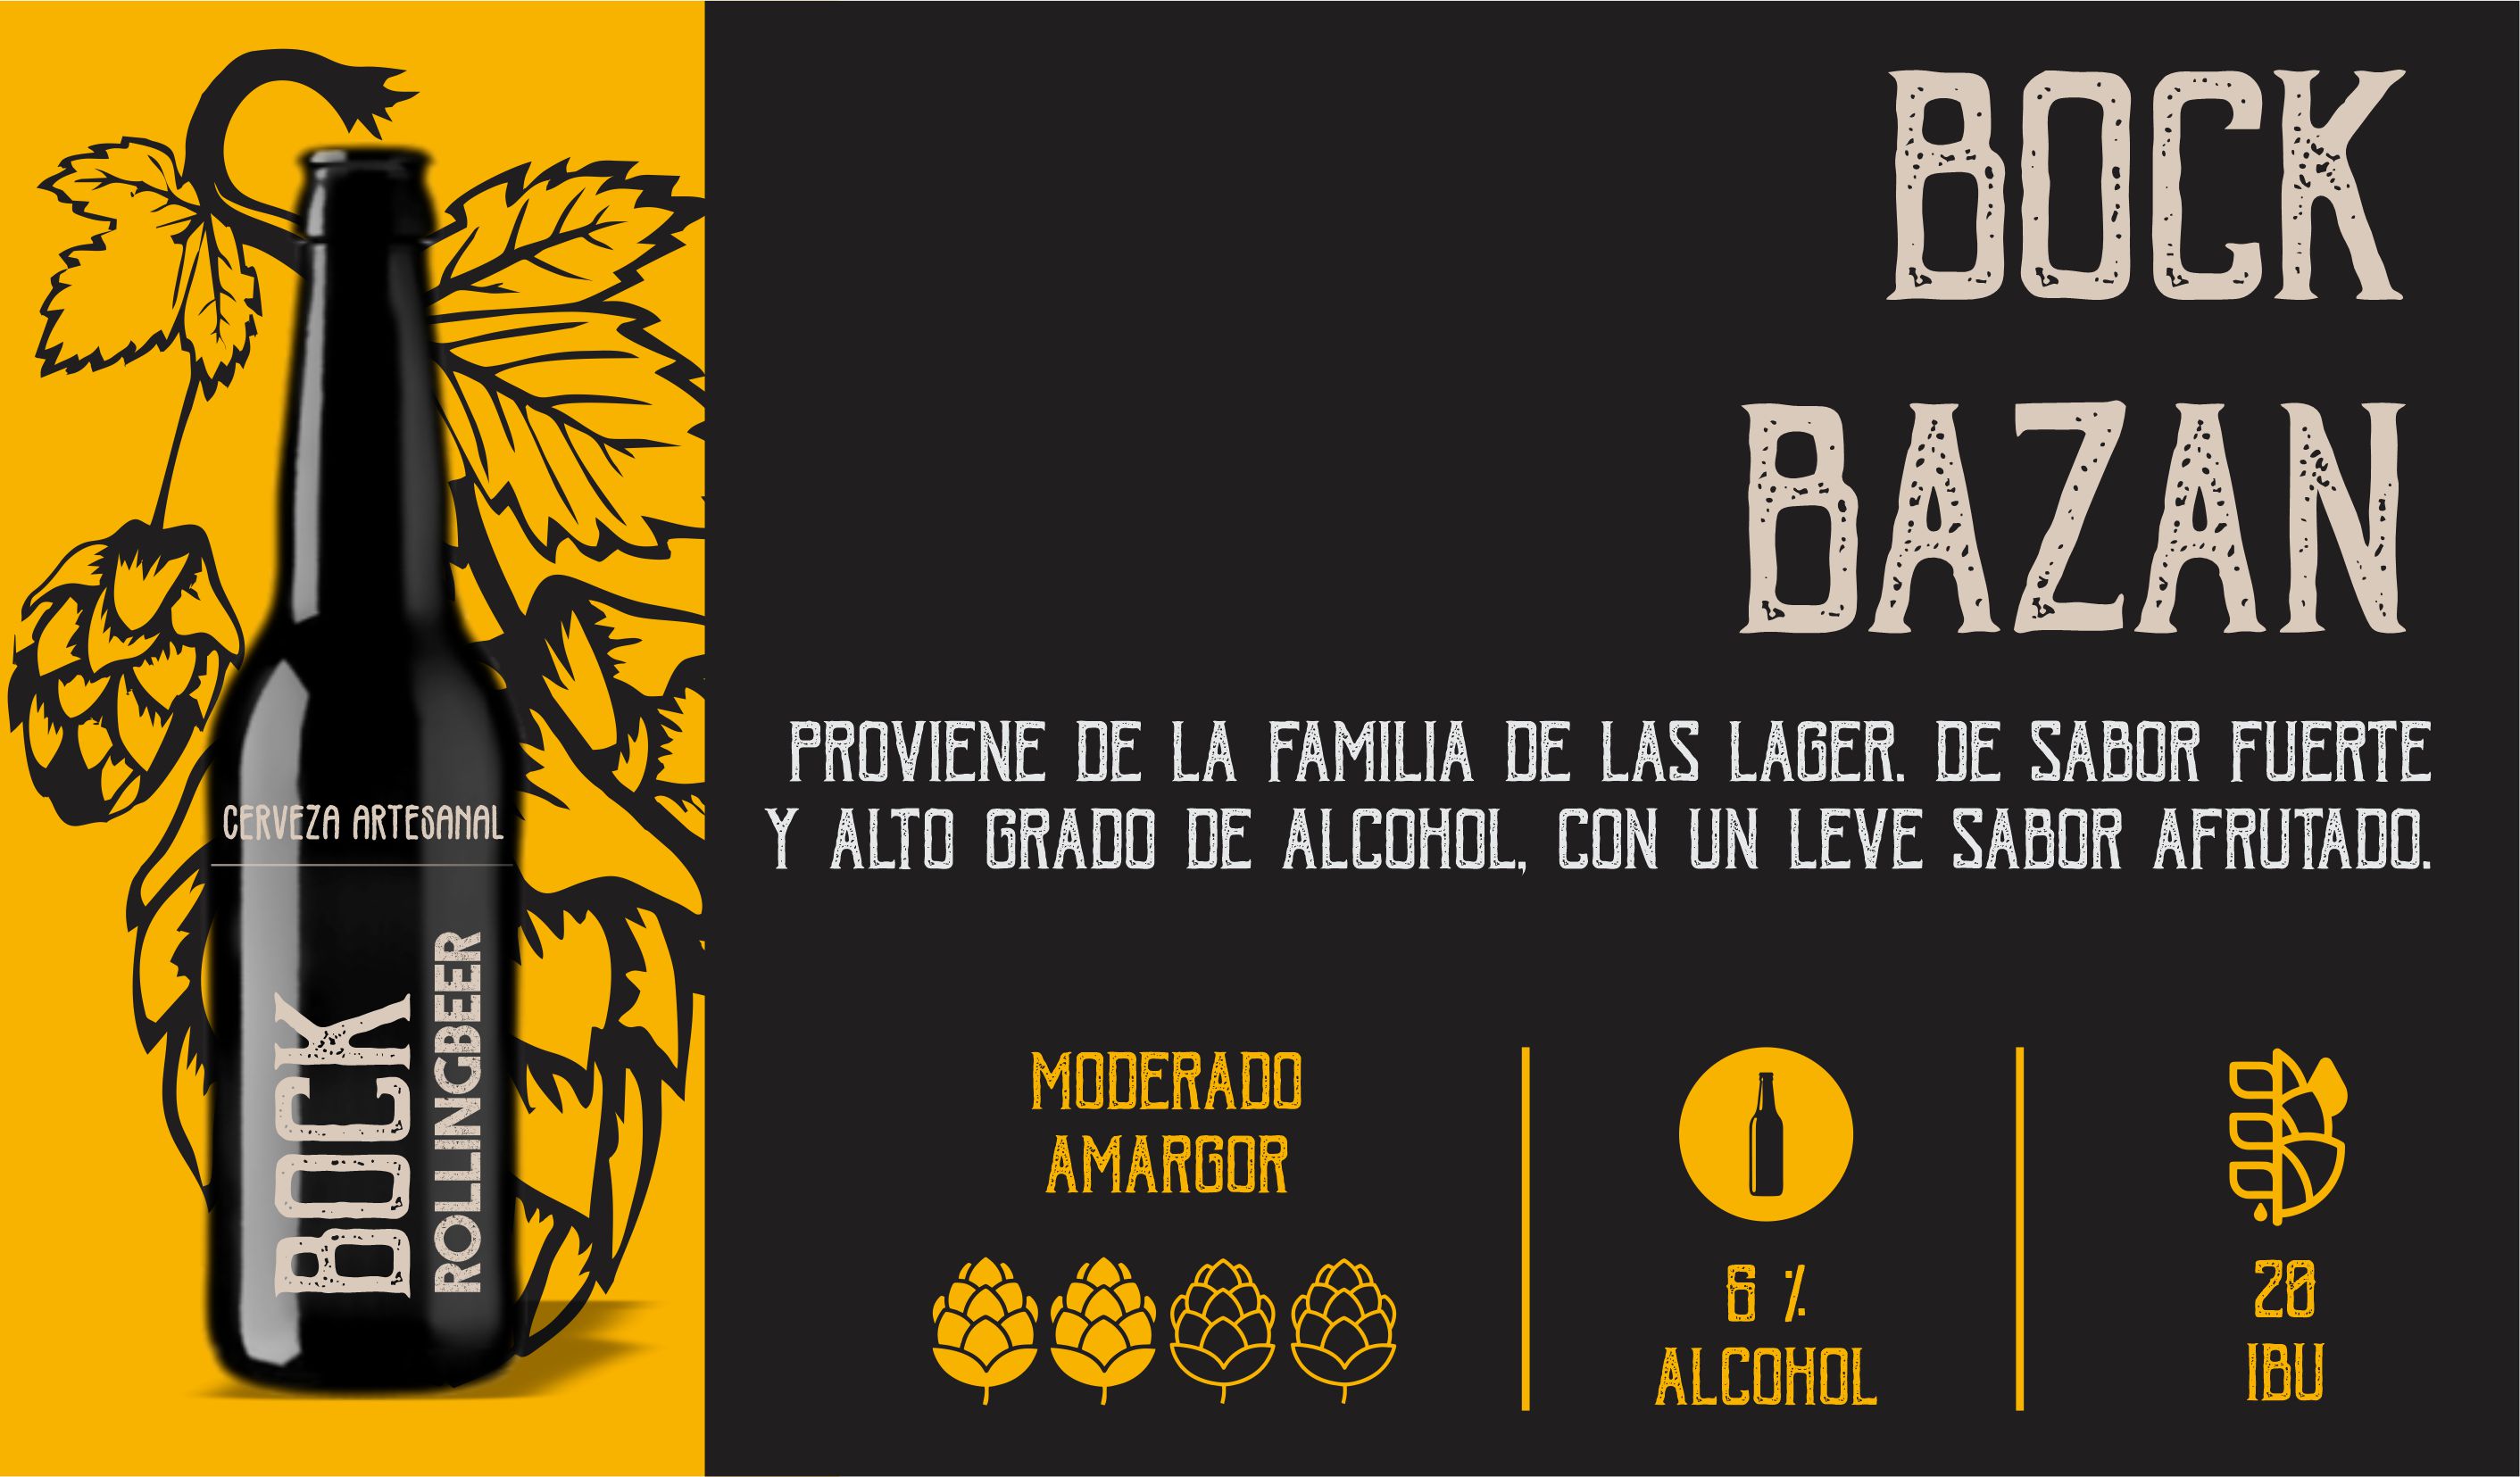 BOCK
BAZAN
PROVIENE DE LA FAMILIA DE LAS LAGER. DE SABOR FUERTE
Y ALTO GRADO DE ALCOHOL, CON UN LEVE SABOR AFRUTADO.
CERVEZA ARTESANAL
BOCK
ROLLINGBEER
MODERADO
AMARGOR
6 %
ALCOHOL
20
IBU